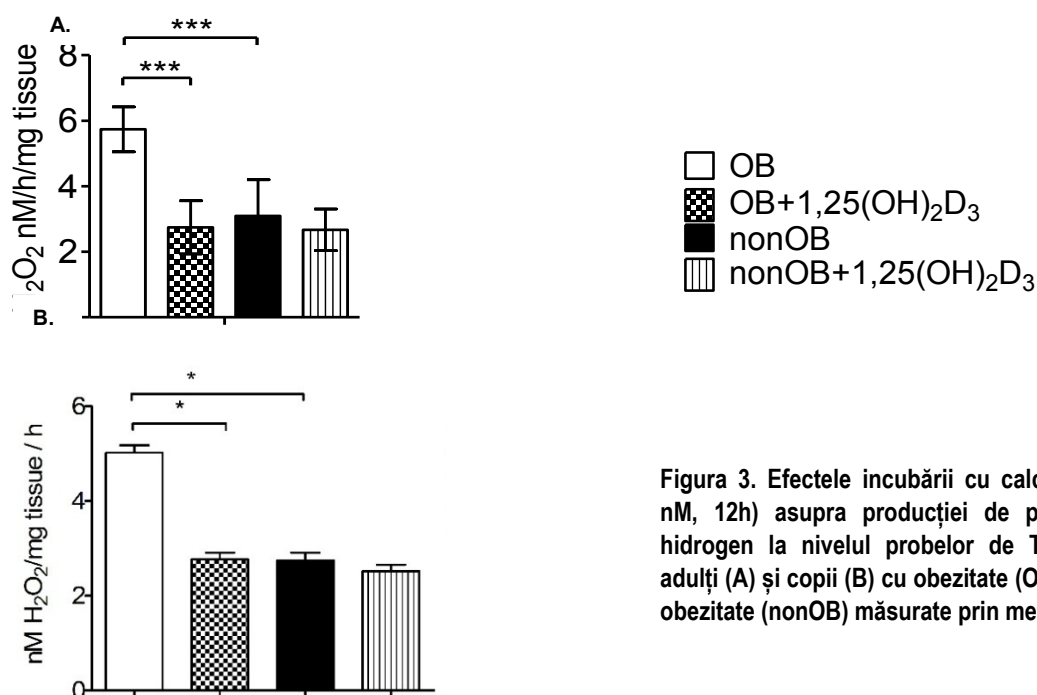 A.
***
***
8
6
4
2
2O2 nM/h/mg tissue
OB
OB+1,25(OH)2D3
nonOB
nonOB+1,25(OH)2D3
B.
*
*
6
4
2
0
nM H2O2/mg tissue / h
Figura 3. Efectele incubării cu
nM, 12h) asupra producției de
hidrogen la nivelul probelor de
adulți (A) și copii (B) cu obezitate
obezitate (nonOB) măsurate prin